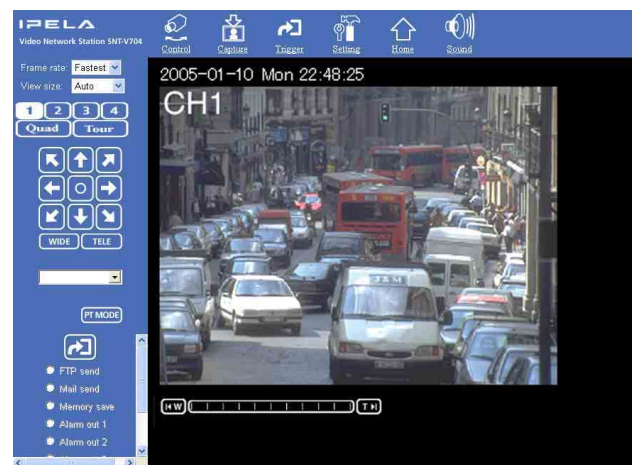 IPELA
Video Network Station SNT-V704
Control
Capture
Trigger
Setting
Home
Sound
Frame rate: Fastest
View size: Auto
1 2 3 4
Quad Tour
WIDE TELE
PT MODE
FTP send
Mail send
Memory save
Alarm out 1
Alarm out 2
2005-01-10 Mon 22:48:25
CH1
J&M
W
T